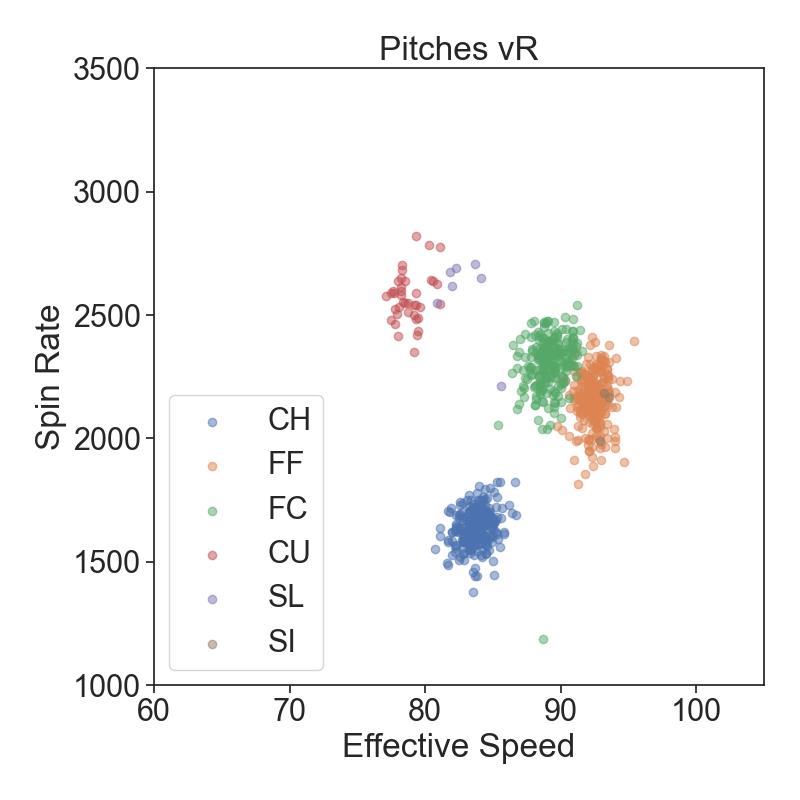 Pitches vR
3500
3000
2500
2000
1500
1000
Spin Rate
CH
FF
FC
CU
SL
SI
60 70 80 90 100
Effective Speed